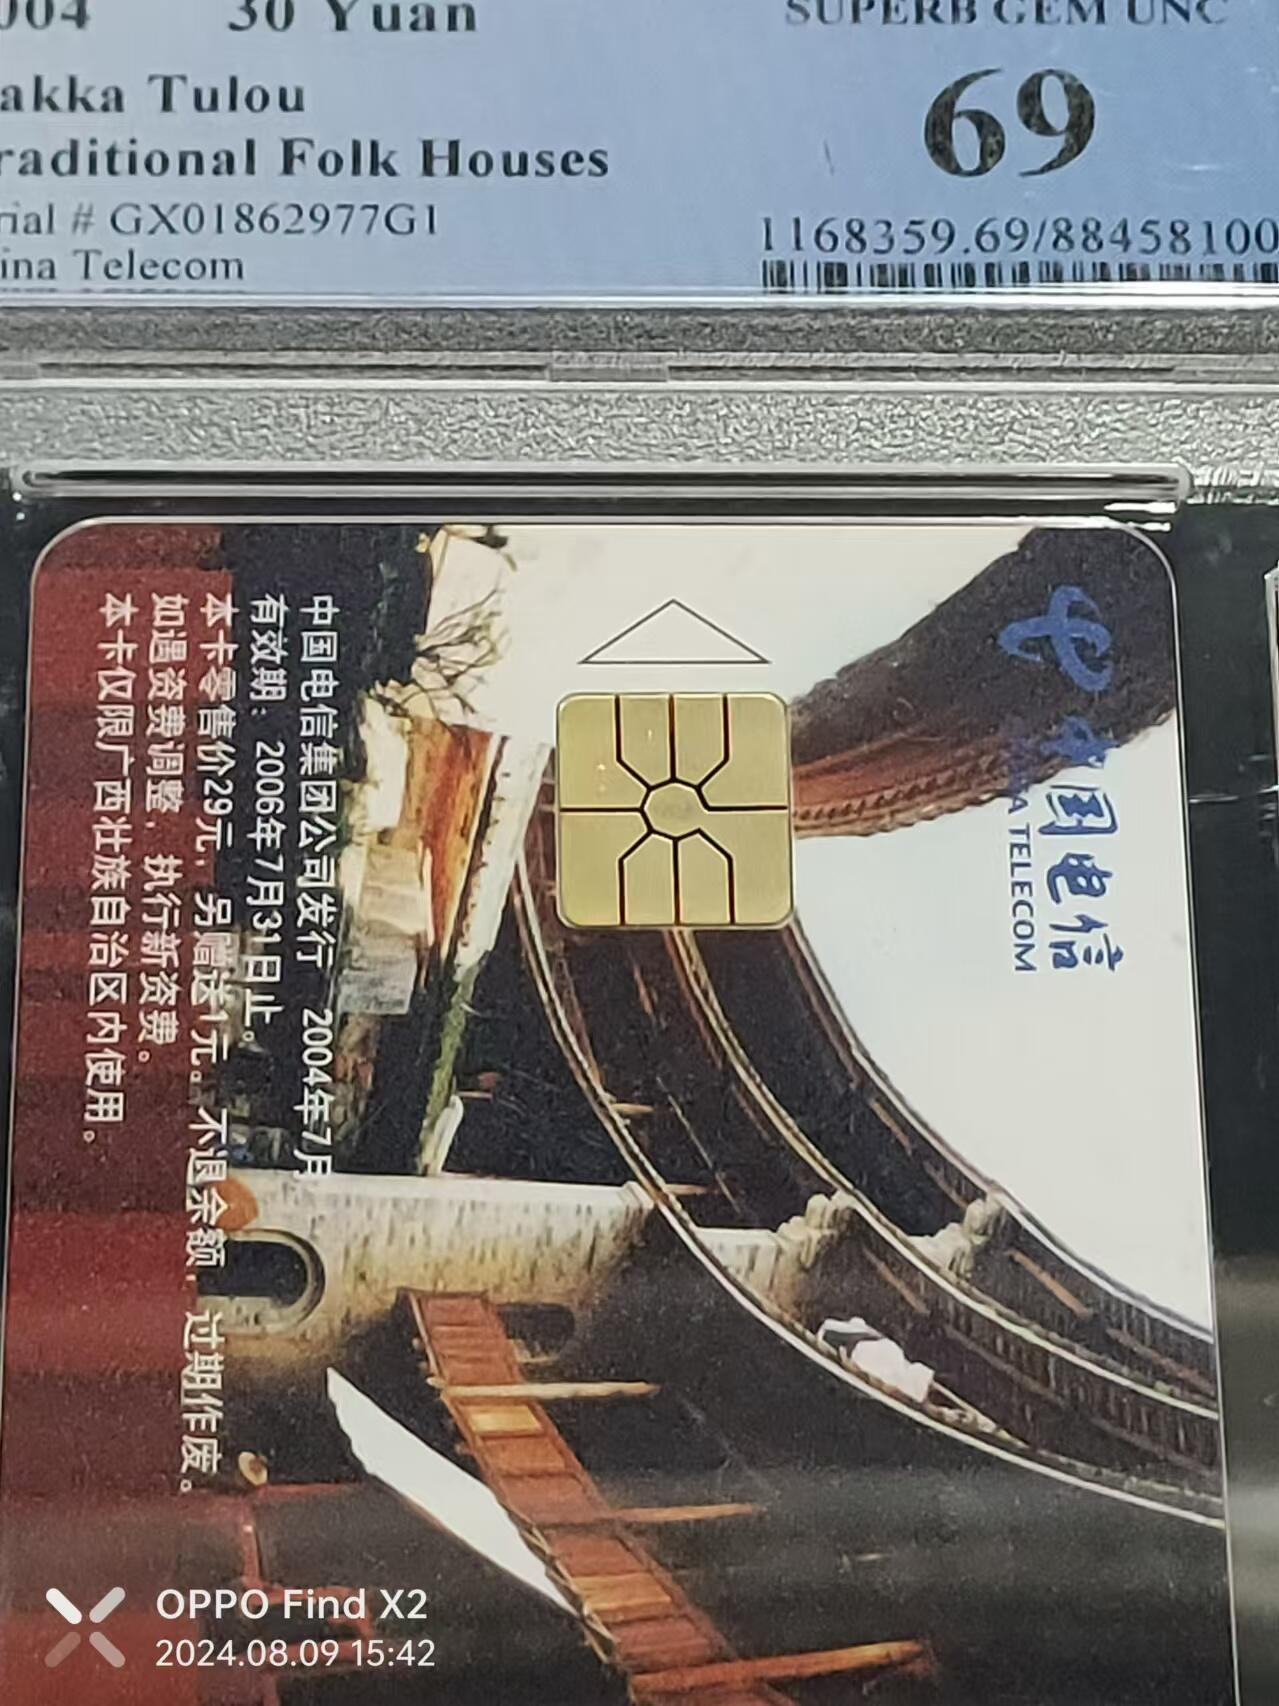 004 30 Yuan
SUPERB GEM UNC
69
akka Tulou
raditional Folk Houses
rial # GX01862977G1
ina Telecom
1168359.69/88458100
中国电信
A TELECOM
中国电信集团公司发行 2004年7月
有效期：2006年7月31日止。
本卡零售价29元，另赠送1元。不退余额，过期作废。
如遇资费调整，执行新资费。
本卡仅限广西壮族自治区内使用。
OPPO Find X2
2024.08.09 15:42